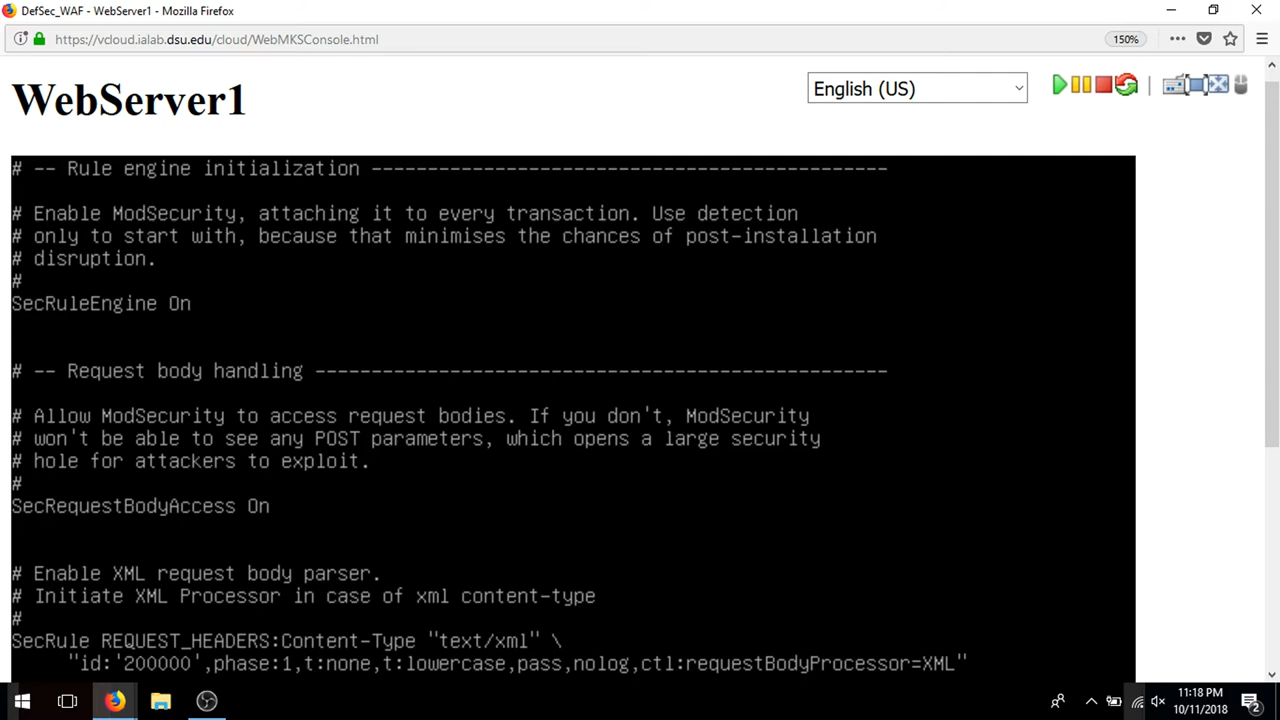 DefSec_WAF - WebServer1 - Mozilla Firefox
https://vcloud.ialab.dsu.edu/cloud/WebMKSConsole.html
150%
WebServer1
English (US)
# -- Rule engine initialization ----------------------------------------------
# Enable ModSecurity, attaching it to every transaction. Use detection
# only to start with, because that minimises the chances of post-installation
# disruption.
#
SecRuleEngine On
# -- Request body handling ---------------------------------------------------
# Allow ModSecurity to access request bodies. If you don't, ModSecurity
# won't be able to see any POST parameters, which opens a large security
# hole for attackers to exploit.
#
SecRequestBodyAccess On
# Enable XML request body parser.
# Initiate XML Processor in case of xml content-type
#
SecRule REQUEST_HEADERS:Content-Type "text/xml" \
"id:'200000',phase:1,t:none,t:lowercase,pass,nolog,ctl:requestBodyProcessor=XML"
11:18 PM
10/11/2018
2